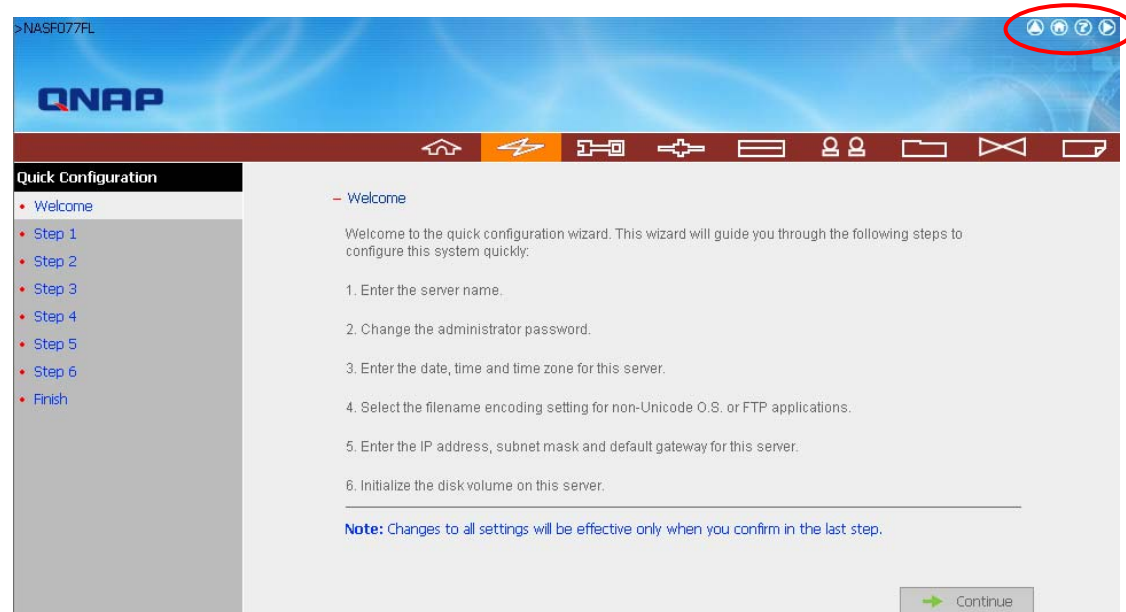 >NASF077FL
QNAP
Quick Configuration
• Welcome
• Step 1
• Step 2
• Step 3
• Step 4
• Step 5
• Step 6
• Finish
– Welcome
Welcome to the quick configuration wizard. This wizard will guide you through the following steps to
configure this system quickly:
1. Enter the server name.
2. Change the administrator password.
3. Enter the date, time and time zone for this server.
4. Select the filename encoding setting for non-Unicode O.S. or FTP applications.
5. Enter the IP address, subnet mask and default gateway for this server.
6. Initialize the disk volume on this server.
Note: Changes to all settings will be effective only when you confirm in the last step.
Continue